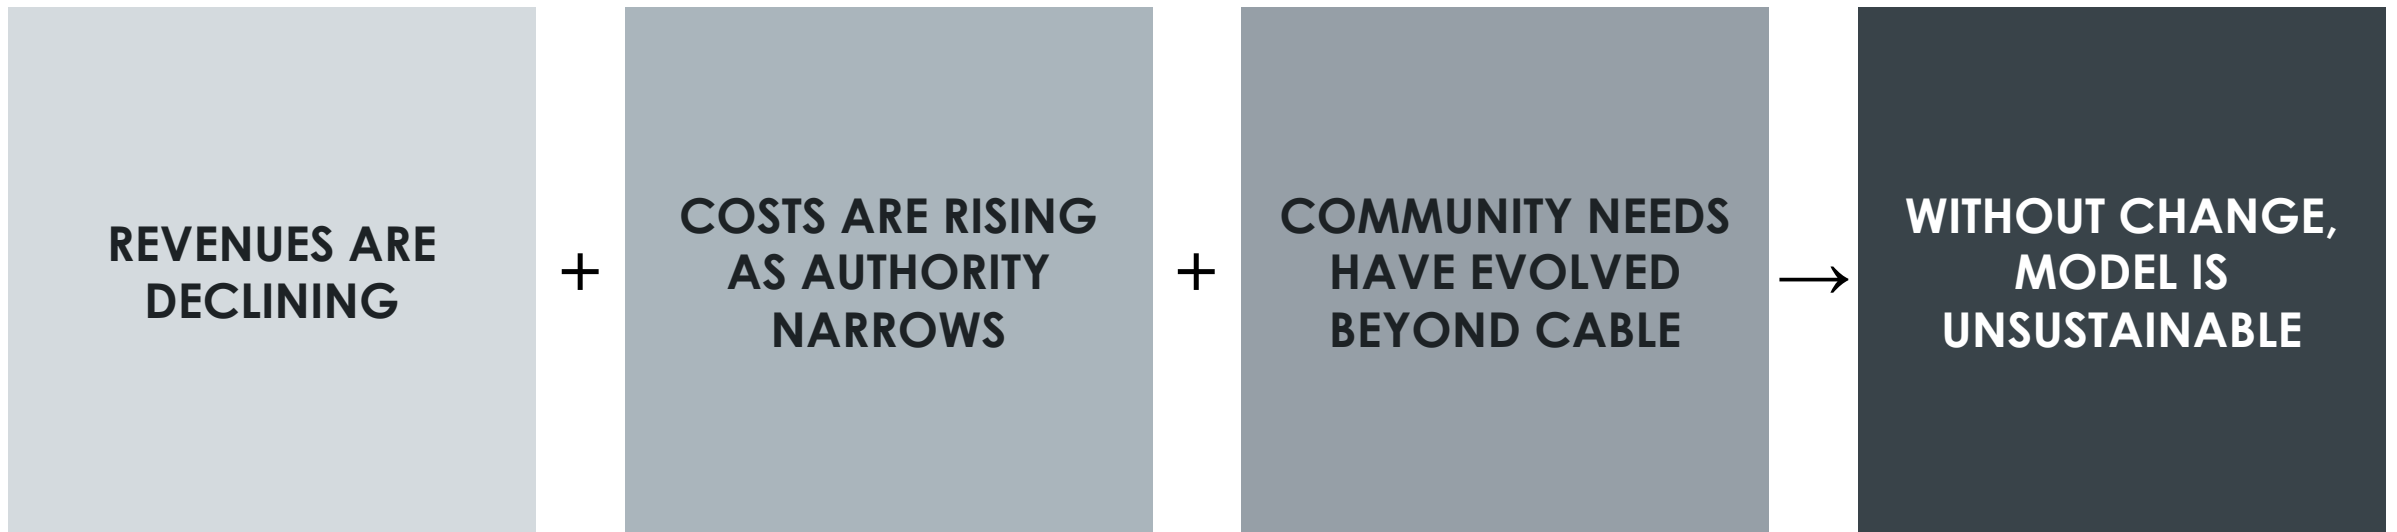 REVENUES ARE
DECLINING
+
COSTS ARE RISING
AS AUTHORITY
NARROWS
+
COMMUNITY NEEDS
HAVE EVOLVED
BEYOND CABLE
→
WITHOUT CHANGE,
MODEL IS
UNSUSTAINABLE